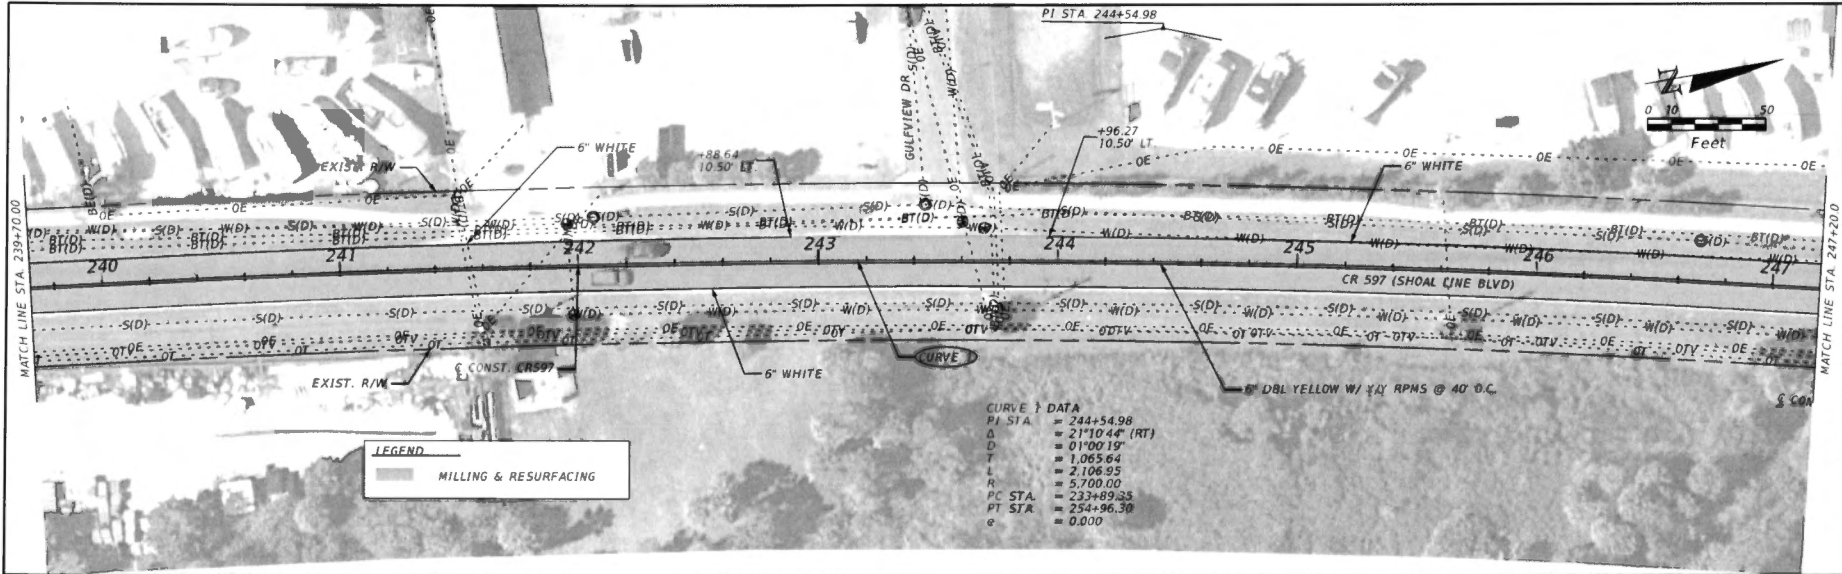 PI STA. 244+54.98
0 10 50
Feet
GULFVIEW DR
EXIST. R/W
6" WHITE
+88.64
10.50' LT.
+96.27
10.50' LT.
6" WHITE
MATCH LINE STA. 239+70.00
240
241
242
243
244
245
246
247
MATCH LINE STA. 247+20.0
CR 597 (SHOAL LINE BLVD)
BE(D)
OE
S(D)
W(D)
BT(D)
OTV
OT
EXIST. R/W
℄ CONST. CR597
6" WHITE
CURVE
6" DBL YELLOW W/ Y/Y RPMS @ 40' O.C.
℄ CON
LEGEND
MILLING & RESURFACING
CURVE 1 DATA
PI STA. = 244+54.98
Δ = 21°10'44" (RT)
D = 01°00'19"
T = 1,065.64
L = 2,106.95
R = 5,700.00
PC STA. = 233+89.35
PT STA. = 254+96.30
e = 0.000